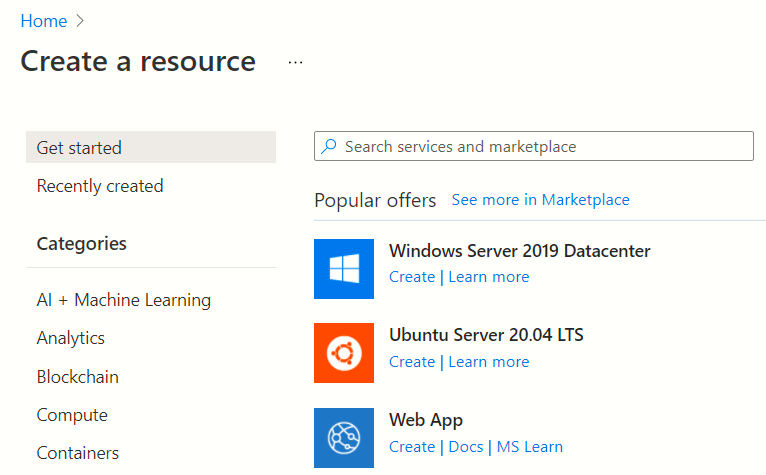 Home
Create a resource ...
Get started
Recently created
Categories
AI + Machine Learning
Analytics
Blockchain
Compute
Containers
Search services and marketplace
Popular offers See more in Marketplace
Windows Server 2019 Datacenter
Create | Learn more
Ubuntu Server 20.04 LTS
Create | Learn more
Web App
Create | Docs | MS Learn